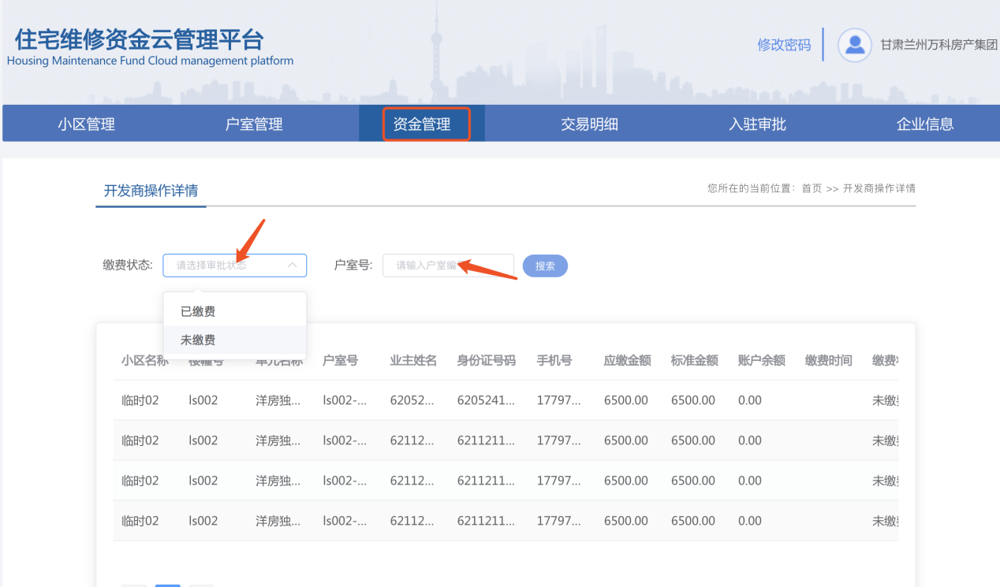 住宅维修资金云管理平台
Housing Maintenance Fund Cloud management platform
修改密码 甘肃兰州万科房产集团
小区管理 户室管理 资金管理 交易明细 入驻审批 企业信息
开发商操作详情 您所在的当前位置：首页 >> 开发商操作详情
缴费状态: 请选择审批状态 户室号: 请输入户室编 搜索
已缴费
未缴费
小区名称 楼幢号 单元名称 户室号 业主姓名 身份证号码 手机号 应缴金额 标准金额 账户余额 缴费时间 缴费
临时02 ls002 洋房独... ls002-... 62052... 6205241... 17797... 6500.00 6500.00 0.00 未缴
临时02 ls002 洋房独... ls002-... 62112... 6211211... 17797... 6500.00 6500.00 0.00 未缴
临时02 ls002 洋房独... ls002-... 62112... 6211211... 17797... 6500.00 6500.00 0.00 未缴
临时02 ls002 洋房独... ls002-... 62112... 6211211... 17797... 6500.00 6500.00 0.00 未缴